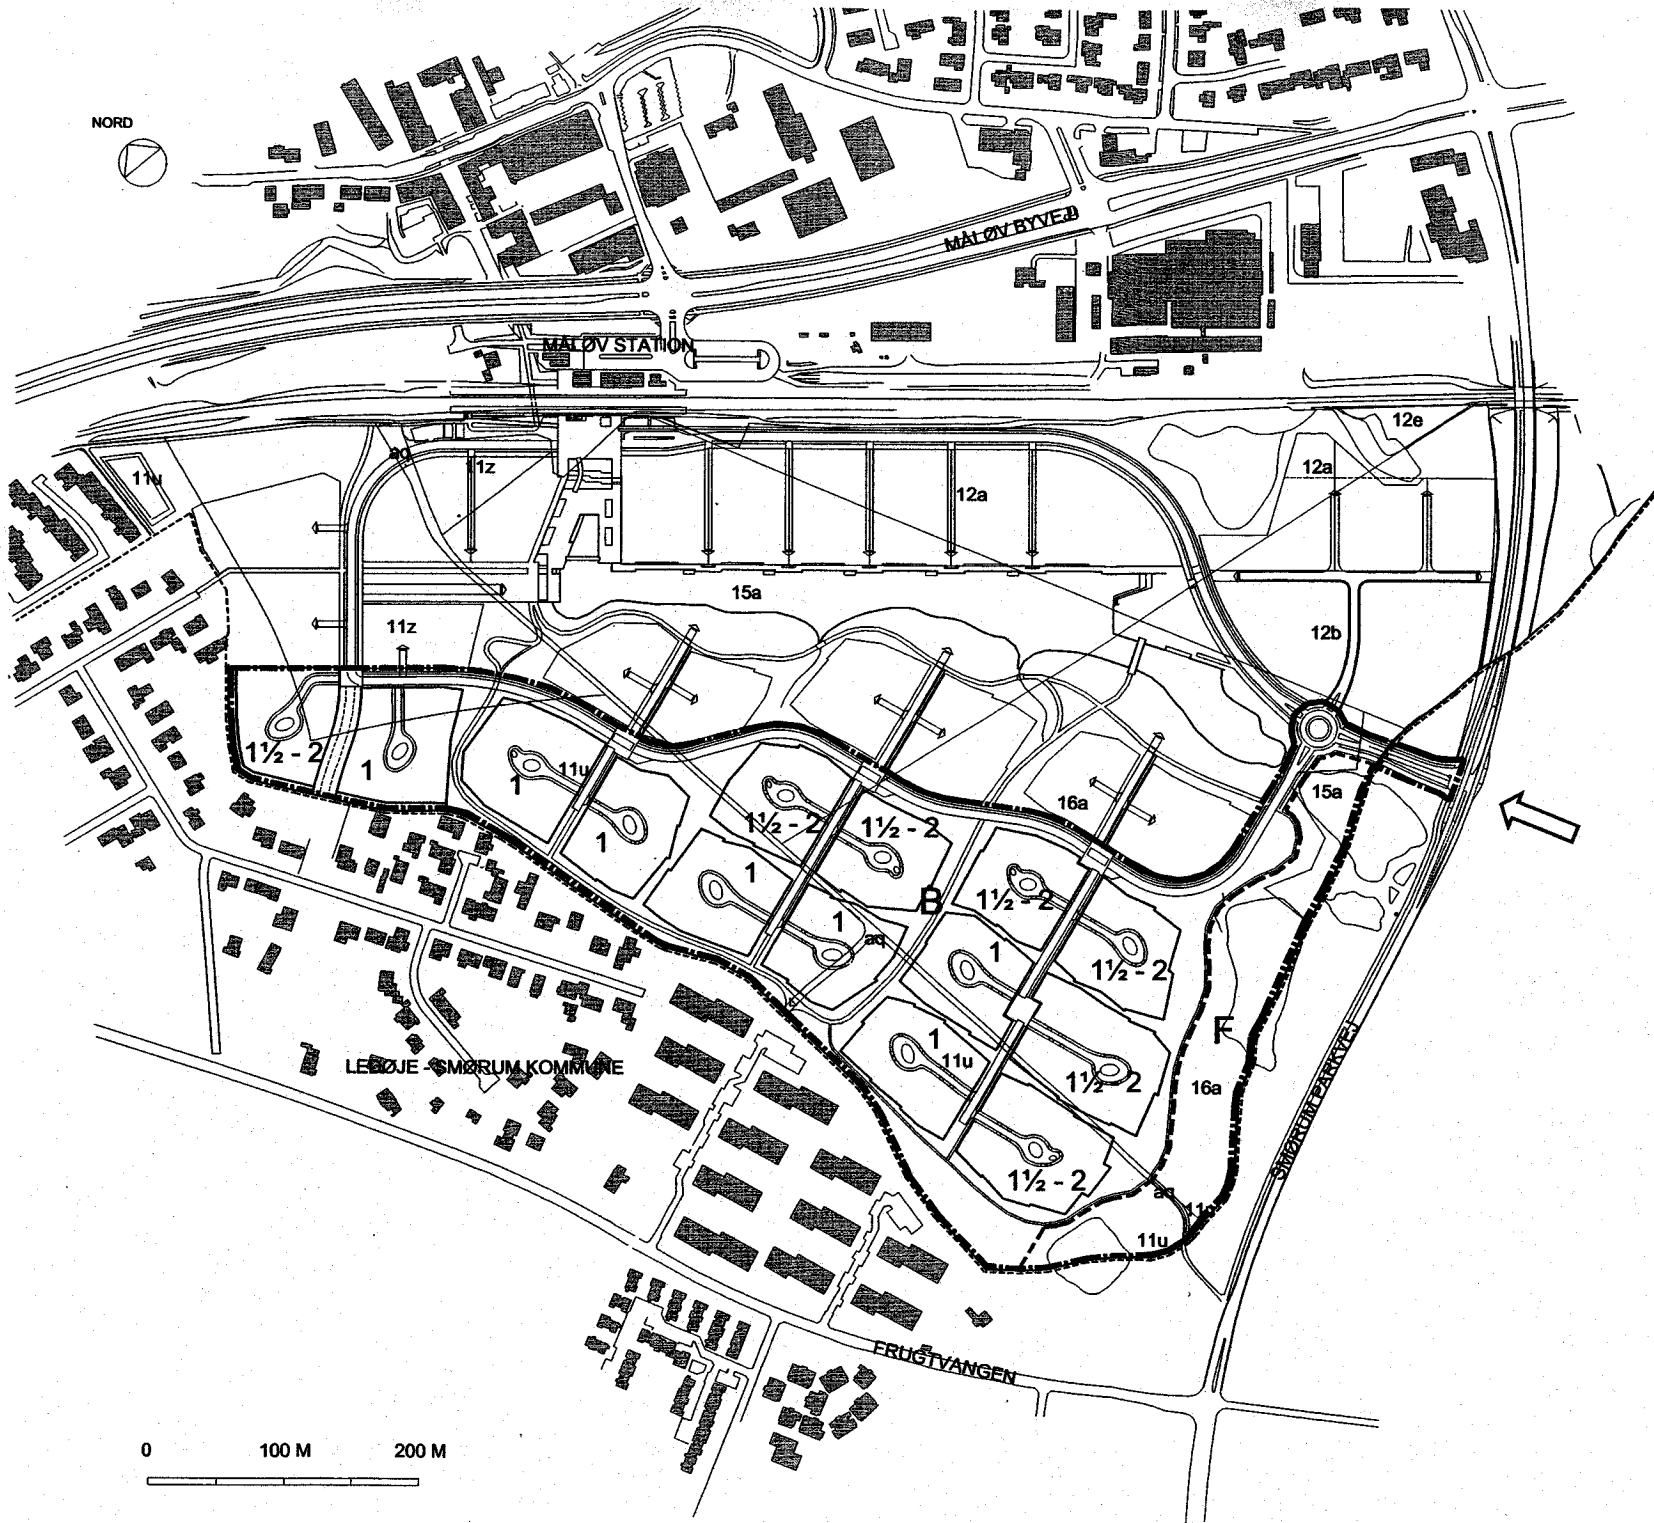 NORD
MÅLØV BYVEJ
MÅLØV STATION
12e
aq
11z
11u
12a
12a
15a
11z
12b
1½ - 2
1
1
11u
1½ - 2
1½ - 2
16a
15a
1
1
1½ - 2
B
1
aq
1
1½ - 2
F
1
11u
1½ - 2
16a
LEDØJE - SMØRUM KOMMUNE
SMØRUM PARKVEJ
1½ - 2
aq
11u
11u
FRUGTVANGEN
0 100 M 200 M